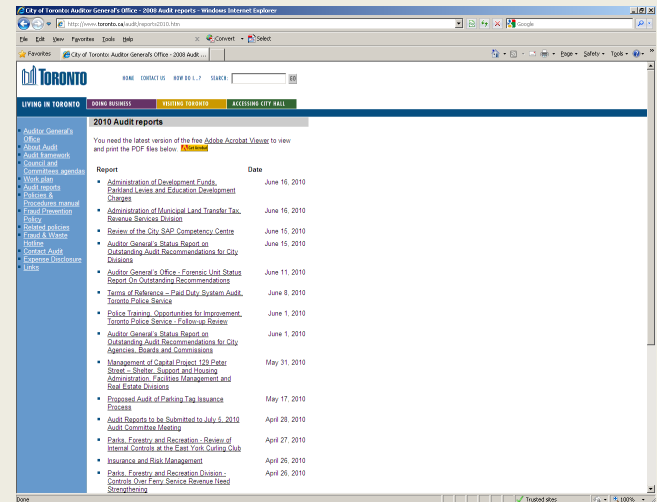 City of Toronto: Auditor General's Office - 2008 Audit reports - Windows Internet Explorer
http://www.toronto.ca/audit/reports2010.htm
Google
File Edit View Favorites Tools Help
Convert
Select
Favorites
City of Toronto: Auditor General's Office - 2008 Audit ...
Page
Safety
Tools
TORONTO
HOME CONTACT US HOW DO I...? SEARCH:
GO
LIVING IN TORONTO
DOING BUSINESS
VISITING TORONTO
ACCESSING CITY HALL
Auditor General's
Office
About Audit
Audit framework
Council and
Committees agendas
Work plan
Audit reports
Policies &
Procedures manual
Fraud Prevention
Policy
Related policies
Fraud & Waste
Hotline
Contact Audit
Expense Disclosure
Links
2010 Audit reports
You need the latest version of the free Adobe Acrobat Viewer to view
and print the PDF files below.
Report Date
Administration of Development Funds, June 16, 2010
Parkland Levies and Education Development
Charges
Administration of Municipal Land Transfer Tax, June 16, 2010
Revenue Services Division
Review of the City SAP Competency Centre June 15, 2010
Auditor General's Status Report on June 15, 2010
Outstanding Audit Recommendations for City
Divisions
Auditor General's Office - Forensic Unit Status June 11, 2010
Report On Outstanding Recommendations
Terms of Reference – Paid Duty System Audit, June 8, 2010
Toronto Police Service
Police Training, Opportunities for Improvement, June 1, 2010
Toronto Police Service - Follow-up Review
Auditor General's Status Report on June 1, 2010
Outstanding Audit Recommendations for City
Agencies, Boards and Commissions
Management of Capital Project 129 Peter May 31, 2010
Street – Shelter, Support and Housing
Administration, Facilities Management and
Real Estate Divisions
Proposed Audit of Parking Tag Issuance May 17, 2010
Process
Audit Reports to be Submitted to July 5, 2010 April 28, 2010
Audit Committee Meeting
Parks, Forestry and Recreation - Review of April 27, 2010
Internal Controls at the East York Curling Club
Insurance and Risk Management April 26, 2010
Parks, Forestry and Recreation Division - April 26, 2010
Controls Over Ferry Service Revenue Need
Strengthening
Done
Trusted sites
100%